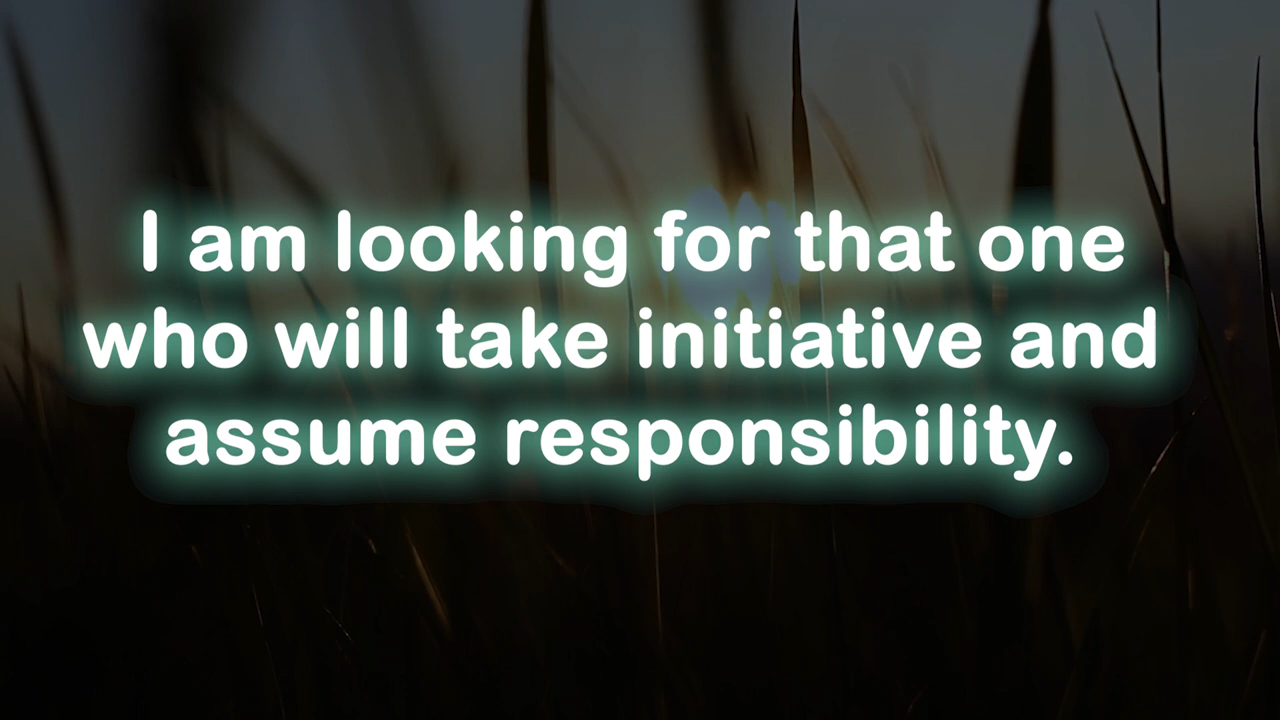 I am looking for that one
who will take initiative and
assume responsibility.